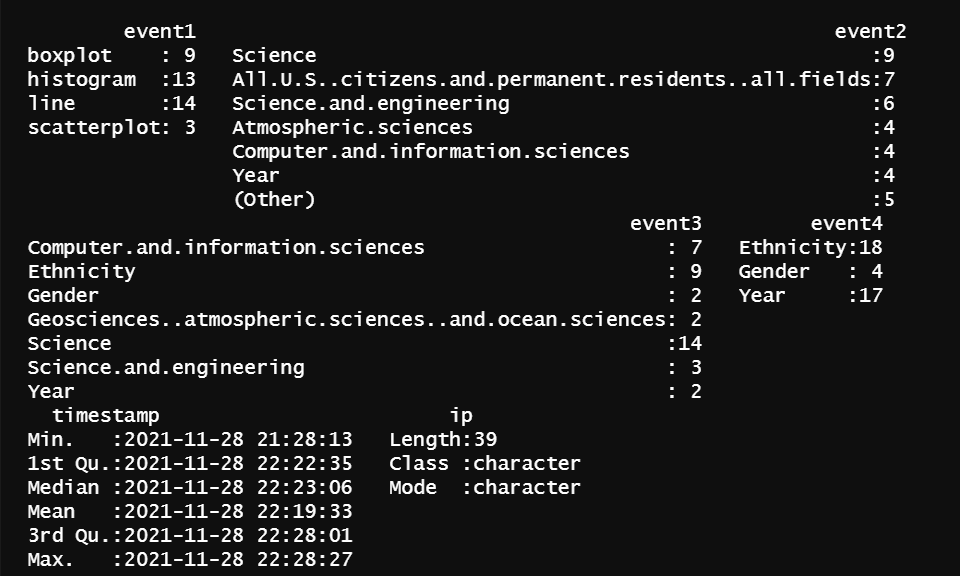 event1 event2
boxplot    : 9   Science                                             :9
histogram  :13   All.U.S..citizens.and.permanent.residents..all.fields:7
line       :14   Science.and.engineering                              :6
scatterplot: 3   Atmospheric.sciences                                 :4
Computer.and.information.sciences                    :4
Year                                                 :4
(Other)                                              :5
event3 event4
Computer.and.information.sciences                    : 7   Ethnicity:18
Ethnicity                                            : 9   Gender   : 4
Gender                                               : 2   Year     :17
Geosciences..atmospheric.sciences..and.ocean.sciences: 2
Science                                              :14
Science.and.engineering                              : 3
Year                                                 : 2
timestamp                        ip
Min.   :2021-11-28 21:28:13   Length:39
1st Qu.:2021-11-28 22:22:35   Class :character
Median :2021-11-28 22:23:06   Mode  :character
Mean   :2021-11-28 22:19:33
3rd Qu.:2021-11-28 22:28:01
Max.   :2021-11-28 22:28:27